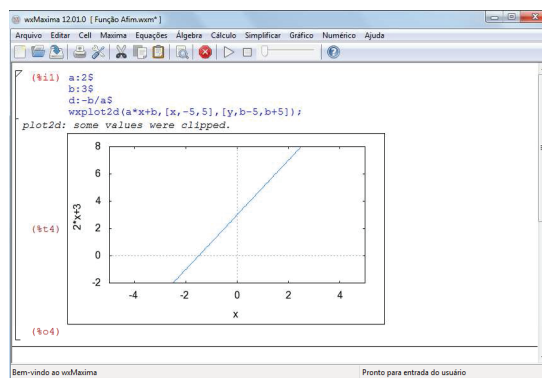 wxMaxima 12.01.0 [ Função Afim.wxm* ]
Arquivo Editar Cell Maxima Equações Álgebra Cálculo Simplificar Gráfico Numérico Ajuda
(%i1) a:2$
b:3$
d:-b/a$
wxplot2d(a*x+b,[x,-5,5],[y,b-5,b+5]);
plot2d: some values were clipped.
(%t4)
2*x+3
8
6
4
2
0
-2
-4 -2 0 2 4
x
(%o4)
Bem-vindo ao wxMaxima Pronto para entrada do usuário